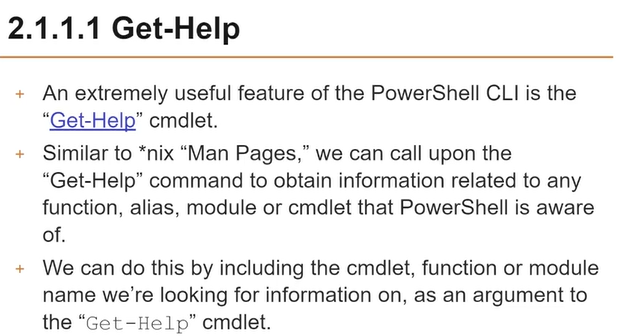 2.1.1.1 Get-Help
+ An extremely useful feature of the PowerShell CLI is the
“Get-Help” cmdlet.
+ Similar to *nix “Man Pages,” we can call upon the
“Get-Help” command to obtain information related to any
function, alias, module or cmdlet that PowerShell is aware
of.
+ We can do this by including the cmdlet, function or module
name we’re looking for information on, as an argument to
the “Get-Help” cmdlet.